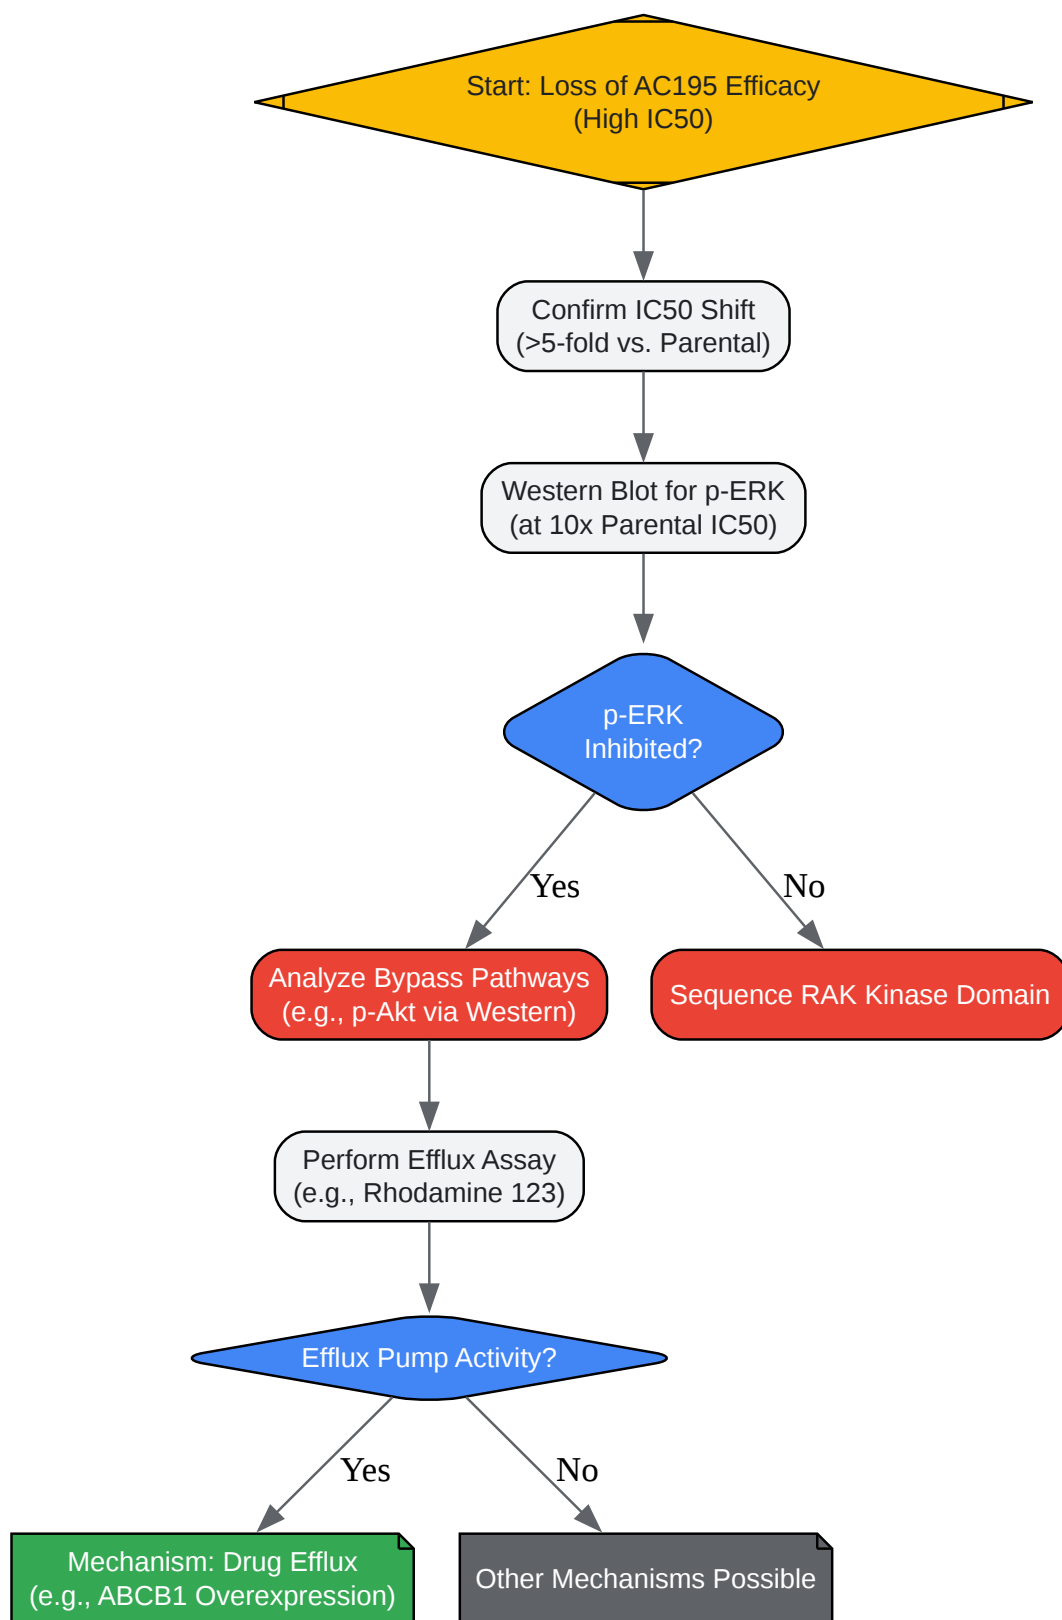 Start: Loss of AC195 Efficacy
(High IC50)
Confirm IC50 Shift
(>5-fold vs. Parental)
Western Blot for p-ERK
(at 10x Parental IC50)
p-ERK
Inhibited?
Yes
No
Analyze Bypass Pathways
(e.g., p-Akt via Western)
Sequence RAK Kinase Domain
Perform Efflux Assay
(e.g., Rhodamine 123)
Efflux Pump Activity?
Yes
No
Mechanism: Drug Efflux
(e.g., ABCB1 Overexpression)
Other Mechanisms Possible